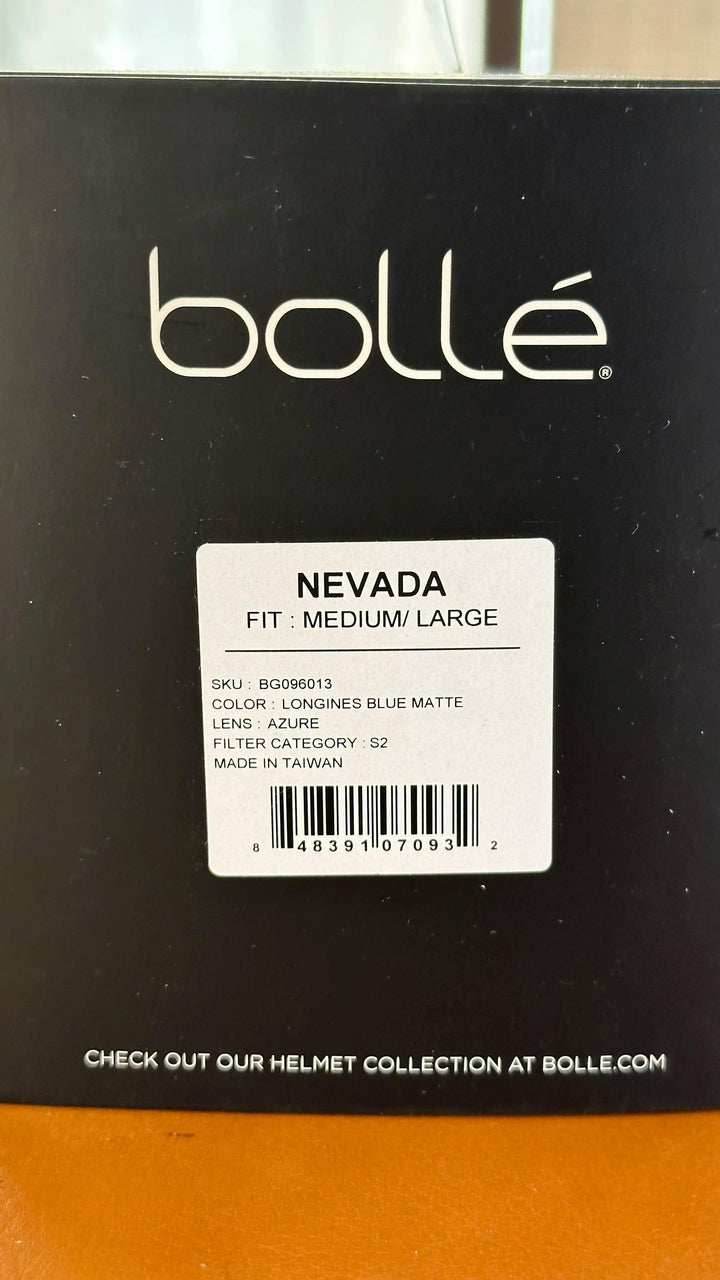 bollé®
NEVADA
FIT : MEDIUM/ LARGE
SKU : BG096013
COLOR : LONGINES BLUE MATTE
LENS : AZURE
FILTER CATEGORY : S2
MADE IN TAIWAN
8 48391 07093 2
CHECK OUT OUR HELMET COLLECTION AT BOLLE.COM